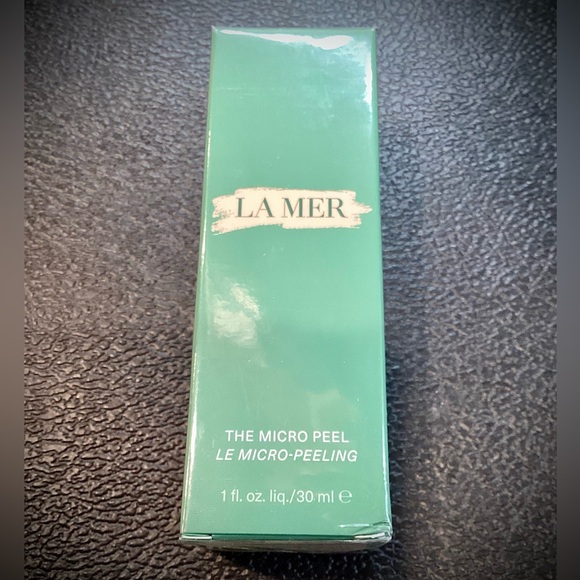 LA MER
THE MICRO PEEL
LE MICRO-PEELING
1 fl. oz. liq./30 ml ℮